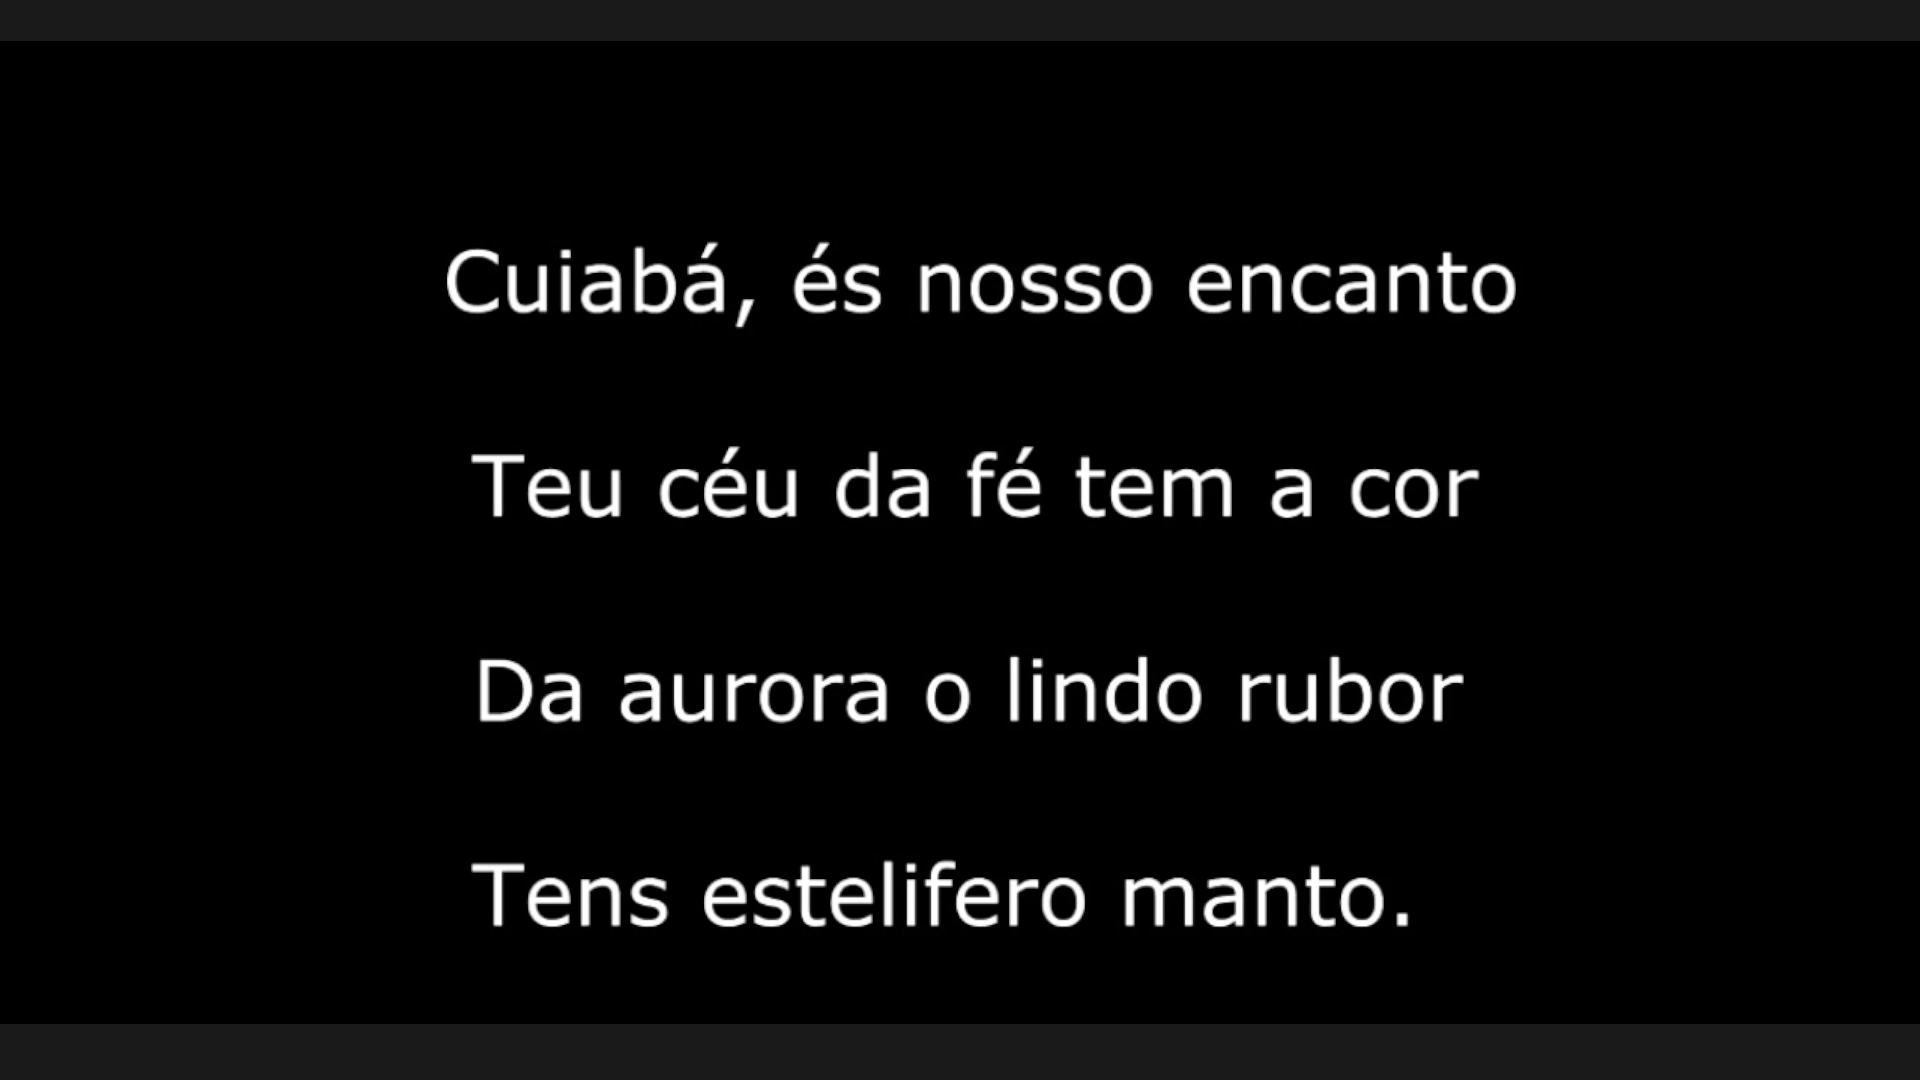 Cuiabá, és nosso encanto
Teu céu da fé tem a cor
Da aurora o lindo rubor
Tens estelifero manto.